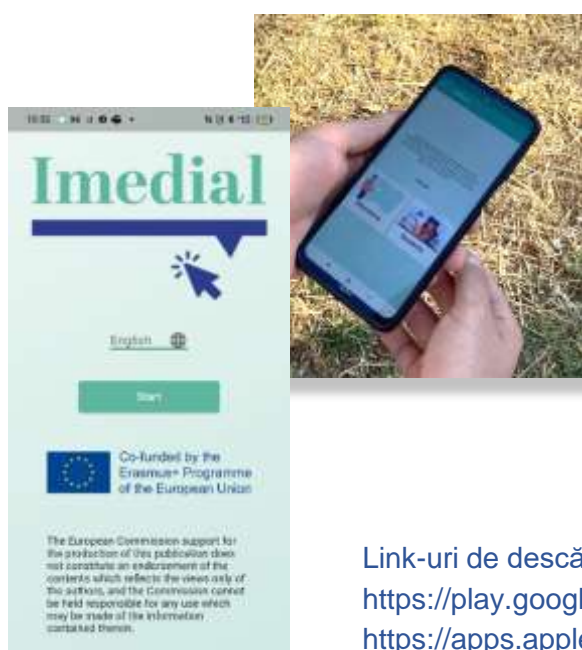 Imedial
English
Start
Co-funded by the
Erasmus+ Programme
of the European Union
The European Commission support for
the production of this publication does
not constitute an endorsement of the
contents which reflects the views only of
the authors, and the Commission cannot
be held responsible for any use which
may be made of the information
contained therein.
Link-uri de descă
https://play.googl
https://apps.apple